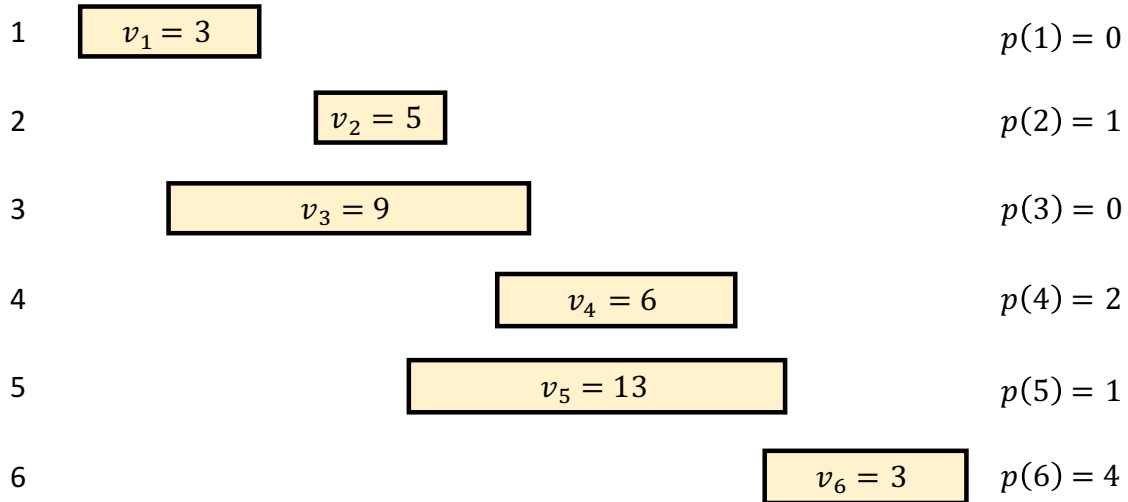 1 v₁ = 3 p(1) = 0
2 v₂ = 5 p(2) = 1
3 v₃ = 9 p(3) = 0
4 v₄ = 6 p(4) = 2
5 v₅ = 13 p(5) = 1
6 v₆ = 3 p(6) = 4